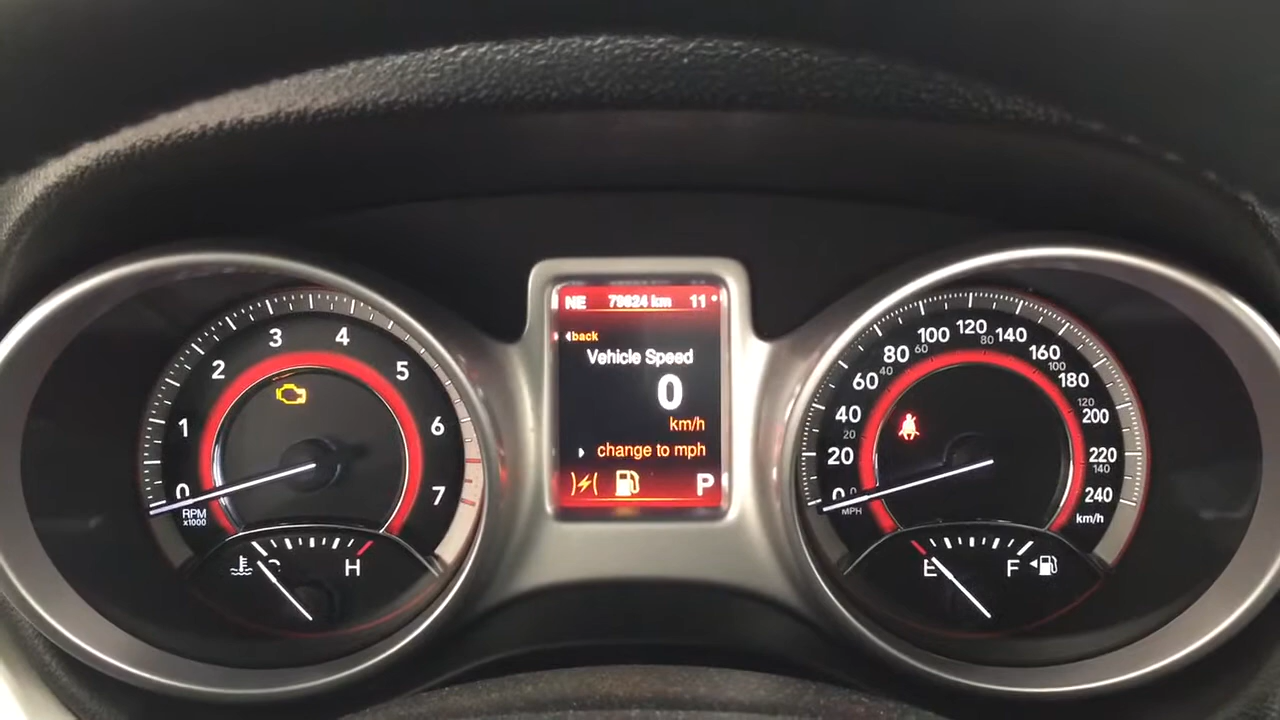 NE 79824 km 11°
back
Vehicle Speed
0
km/h
change to mph
P
0 1 2 3 4 5 6 7
RPM
x1000
H
0 20 40 60 80 100 120 140 160 180 200 220 240
0 20 40 60 80 100 120 140
MPH
km/h
E F